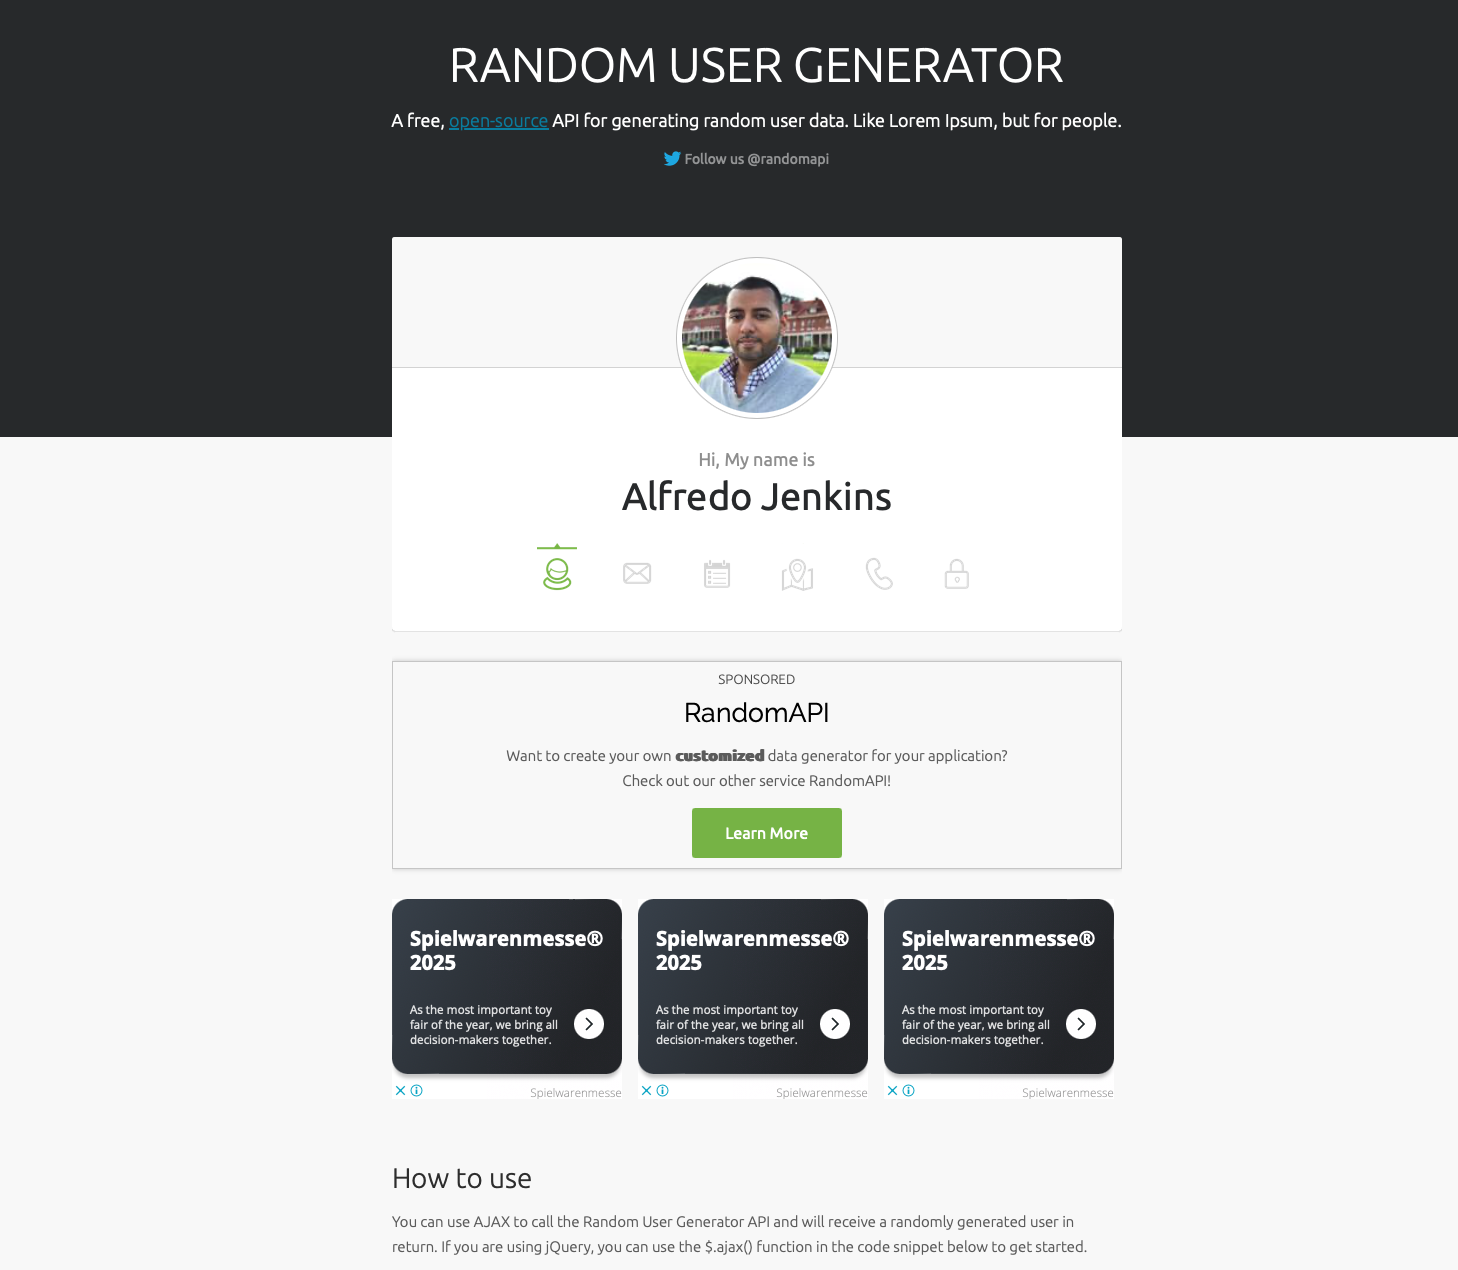 RANDOM USER GENERATOR
A free, open-source API for generating random user data. Like Lorem Ipsum, but for people.
Follow us @randomapi
Hi, My name is
Alfredo Jenkins
SPONSORED
RandomAPI
Want to create your own customized data generator for your application?
Check out our other service RandomAPI!
Learn More
Spielwarenmesse®
2025
As the most important toy
fair of the year, we bring all
decision-makers together.
Spielwarenmesse
Spielwarenmesse®
2025
As the most important toy
fair of the year, we bring all
decision-makers together.
Spielwarenmesse
Spielwarenmesse®
2025
As the most important toy
fair of the year, we bring all
decision-makers together.
Spielwarenmesse
How to use
You can use AJAX to call the Random User Generator API and will receive a randomly generated user in
return. If you are using jQuery, you can use the $.ajax() function in the code snippet below to get started.